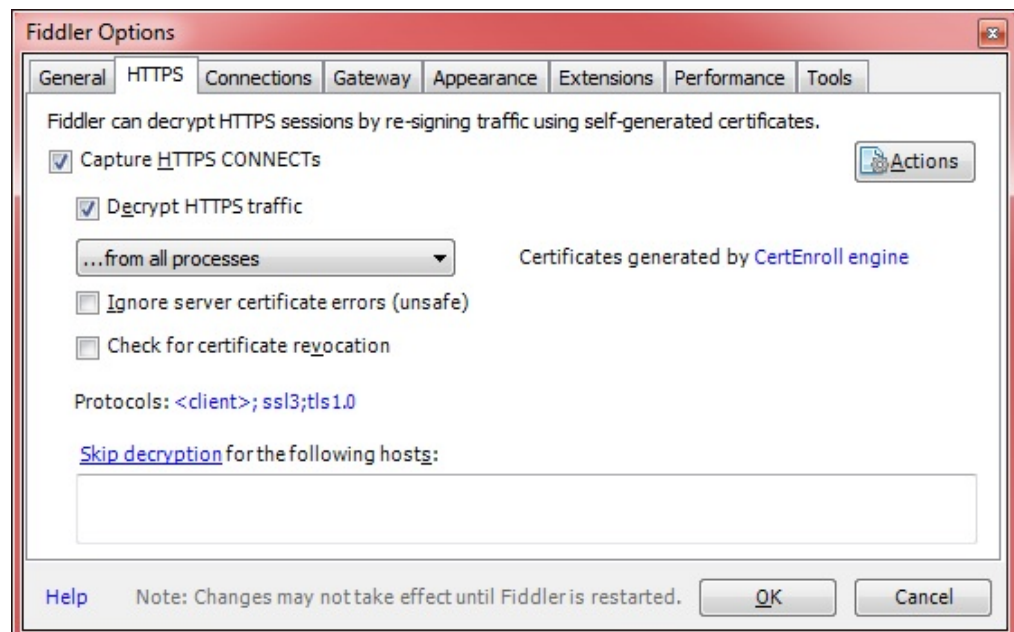 Fiddler Options
General HTTPS Connections Gateway Appearance Extensions Performance Tools
Fiddler can decrypt HTTPS sessions by re-signing traffic using self-generated certificates.
Capture HTTPS CONNECTs Actions
Decrypt HTTPS traffic
...from all processes Certificates generated by CertEnroll engine
Ignore server certificate errors (unsafe)
Check for certificate revocation
Protocols: <client>; ssl3;tls1.0
Skip decryption for the following hosts:
Help Note: Changes may not take effect until Fiddler is restarted. OK Cancel